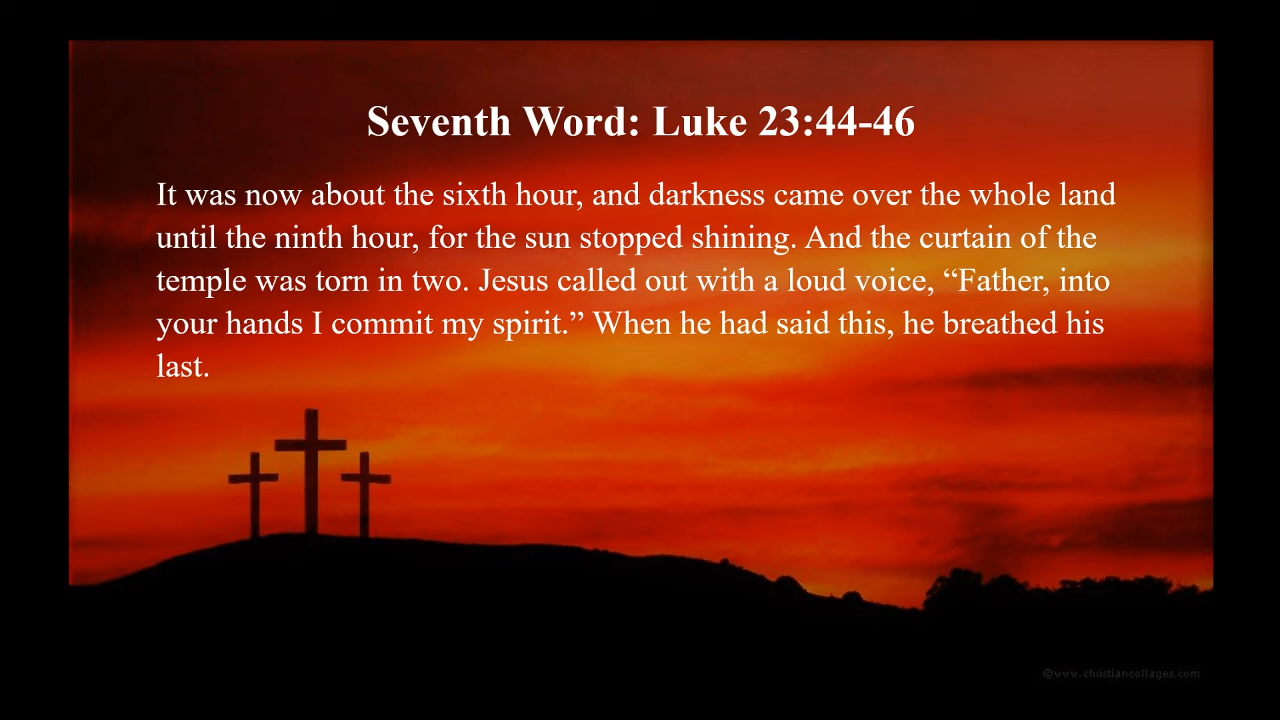 Seventh Word: Luke 23:44-46
It was now about the sixth hour, and darkness came over the whole land
until the ninth hour, for the sun stopped shining. And the curtain of the
temple was torn in two. Jesus called out with a loud voice, “Father, into
your hands I commit my spirit.” When he had said this, he breathed his
last.
©www.christiancollages.com